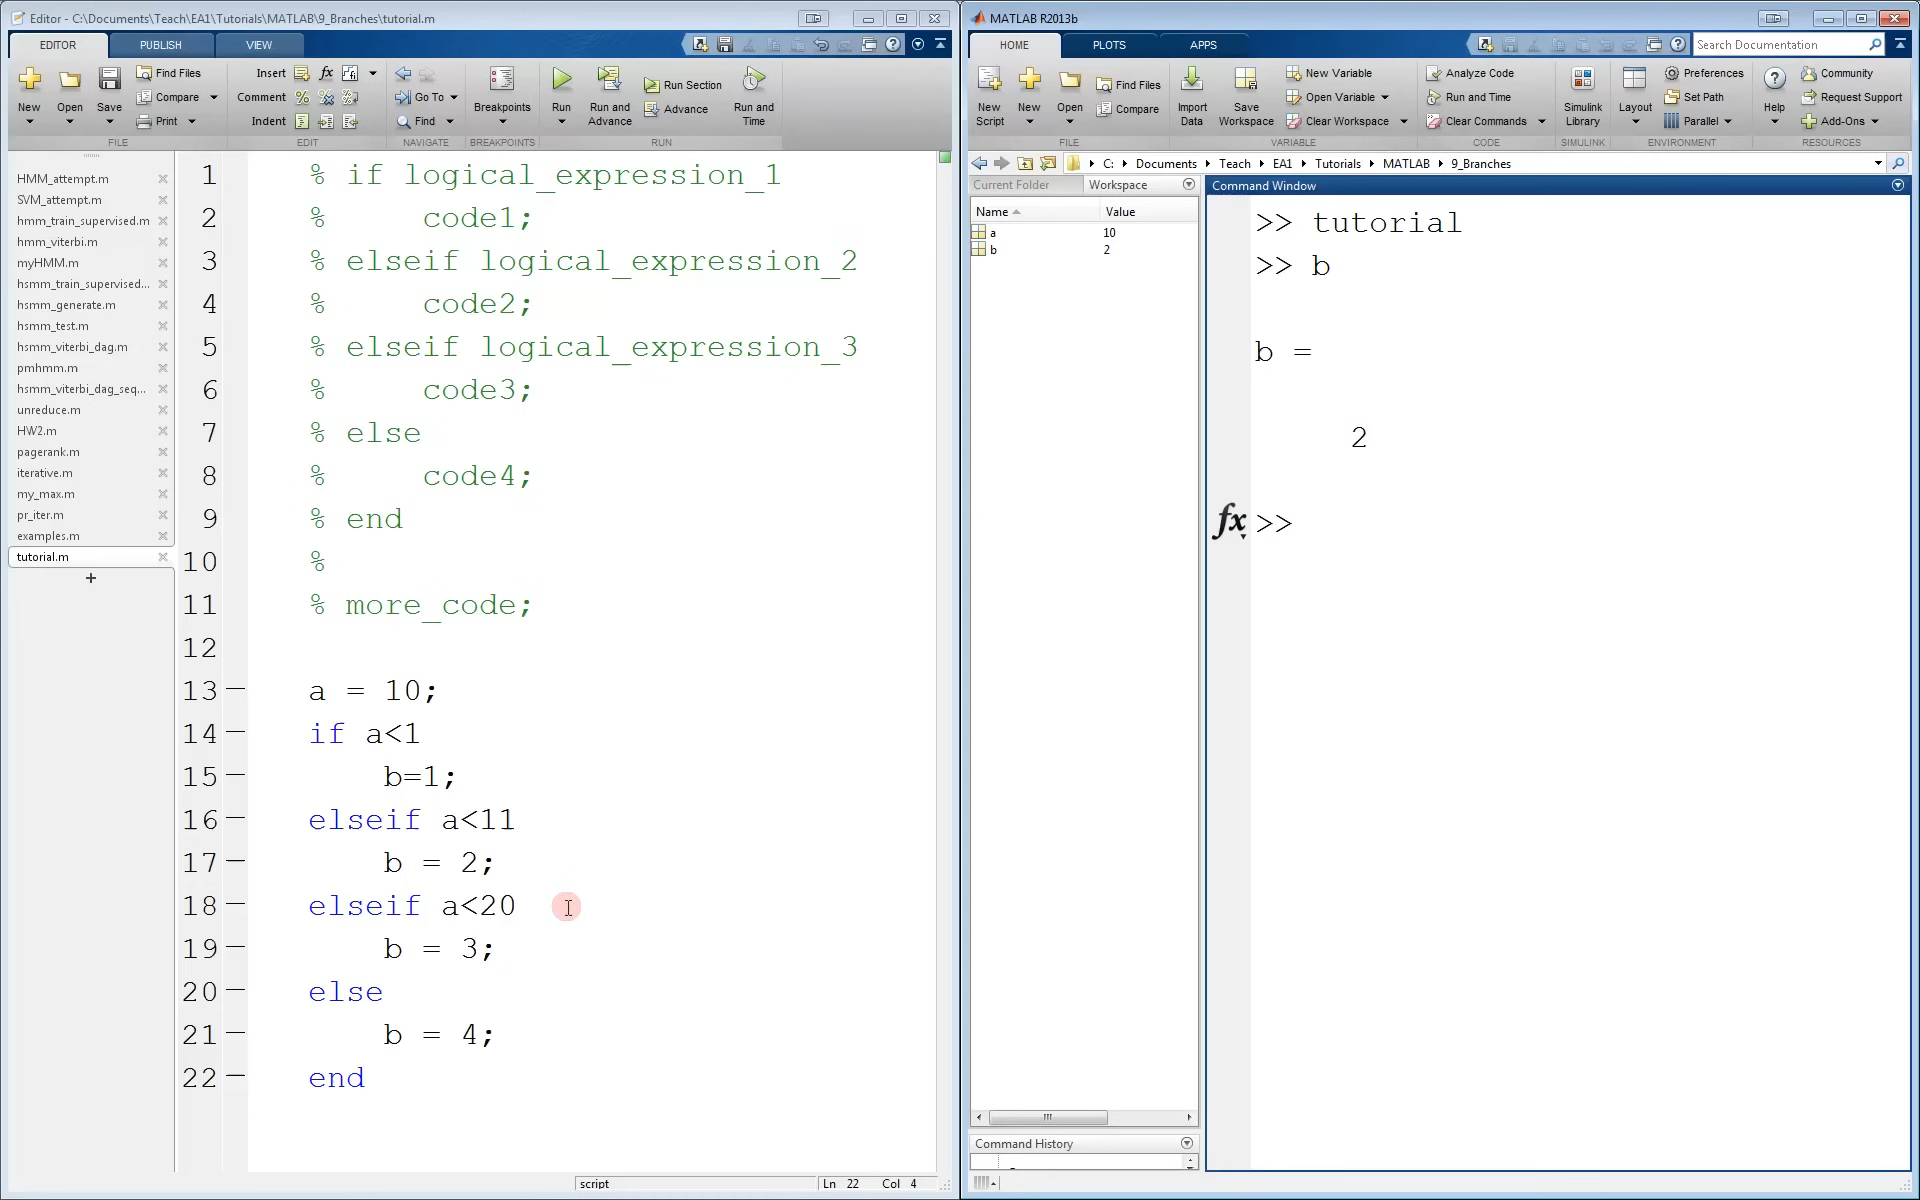 Editor - C:\Documents\Teach\EA1\Tutorials\MATLAB\9_Branches\tutorial.m
EDITOR PUBLISH VIEW
New Open Save Find Files Compare Print
FILE
Insert fx
Comment
Indent
EDIT
Go To Find
NAVIGATE
Breakpoints
BREAKPOINTS
Run Run and Advance Run Section Advance Run and Time
RUN
HMM_attempt.m
SVM_attempt.m
hmm_train_supervised.m
hmm_viterbi.m
myHMM.m
hsmm_train_supervised...
hsmm_generate.m
hsmm_test.m
hsmm_viterbi_dag.m
pmhmm.m
hsmm_viterbi_dag_seq...
unreduce.m
HW2.m
pagerank.m
iterative.m
my_max.m
pr_iter.m
examples.m
tutorial.m
+
1 % if logical_expression_1
2 %     code1;
3 % elseif logical_expression_2
4 %     code2;
5 % elseif logical_expression_3
6 %     code3;
7 % else
8 %     code4;
9 % end
10 %
11 % more_code;
12
13 a = 10;
14 if a<1
15     b=1;
16 elseif a<11
17     b = 2;
18 elseif a<20
19     b = 3;
20 else
21     b = 4;
22 end
script Ln 22 Col 4
MATLAB R2013b
HOME PLOTS APPS
Search Documentation
New Script New Open Find Files Compare
FILE
Import Data Save Workspace New Variable Open Variable Clear Workspace
VARIABLE
Analyze Code Run and Time Clear Commands
CODE
Simulink Library
SIMULINK
Layout Preferences Set Path Parallel
ENVIRONMENT
Help Community Request Support Add-Ons
RESOURCES
C: Documents Teach EA1 Tutorials MATLAB 9_Branches
Current Folder Workspace
Name Value
a 10
b 2
Command History
Command Window
>> tutorial
>> b
b =
2
fx >>